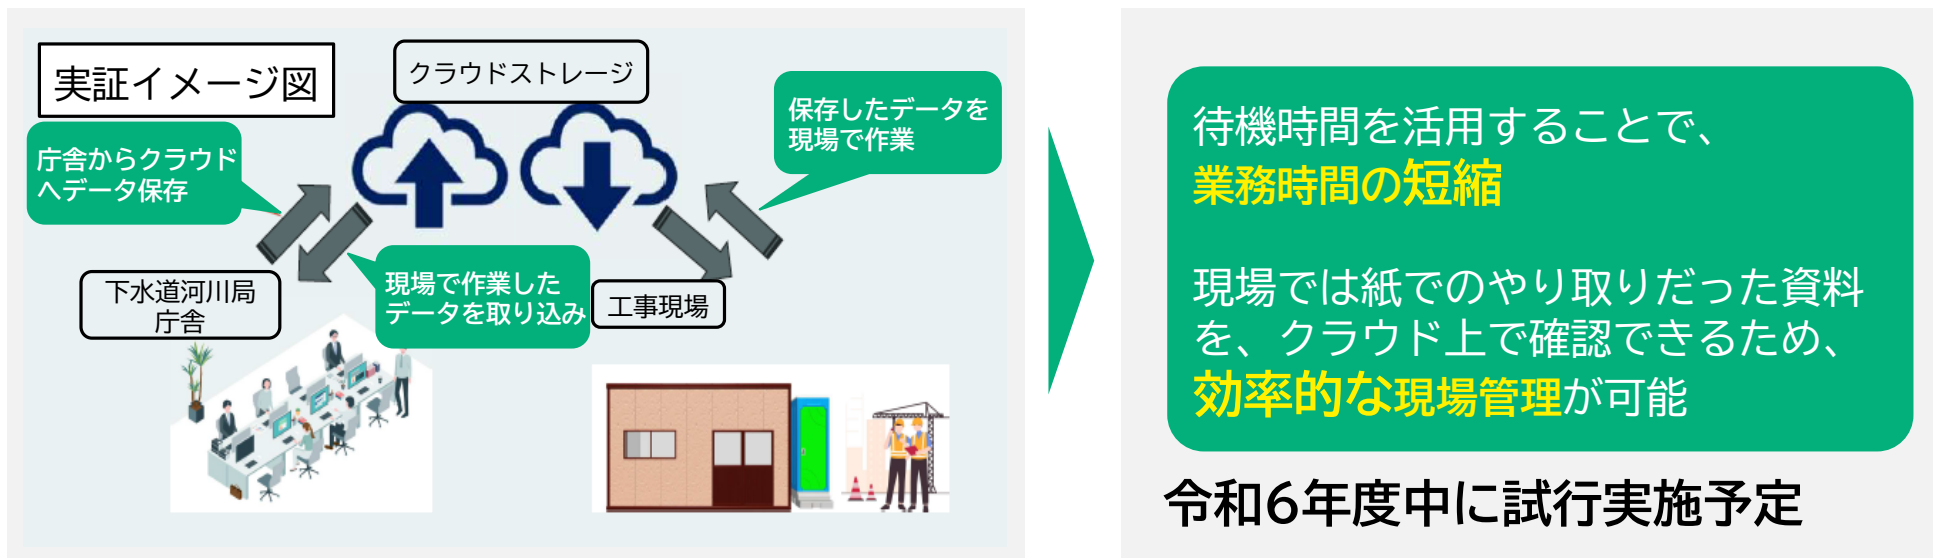 実証イメージ図
クラウドストレージ
保存したデータを
現場で作業
庁舎からクラウド
へデータ保存
現場で作業した
データを取り込み
下水道河川局
庁舎
工事現場
待機時間を活用することで、
業務時間の短縮
現場では紙でのやり取りだった資料
を、クラウド上で確認できるため、
効率的な現場管理が可能
令和6年度中に試行実施予定